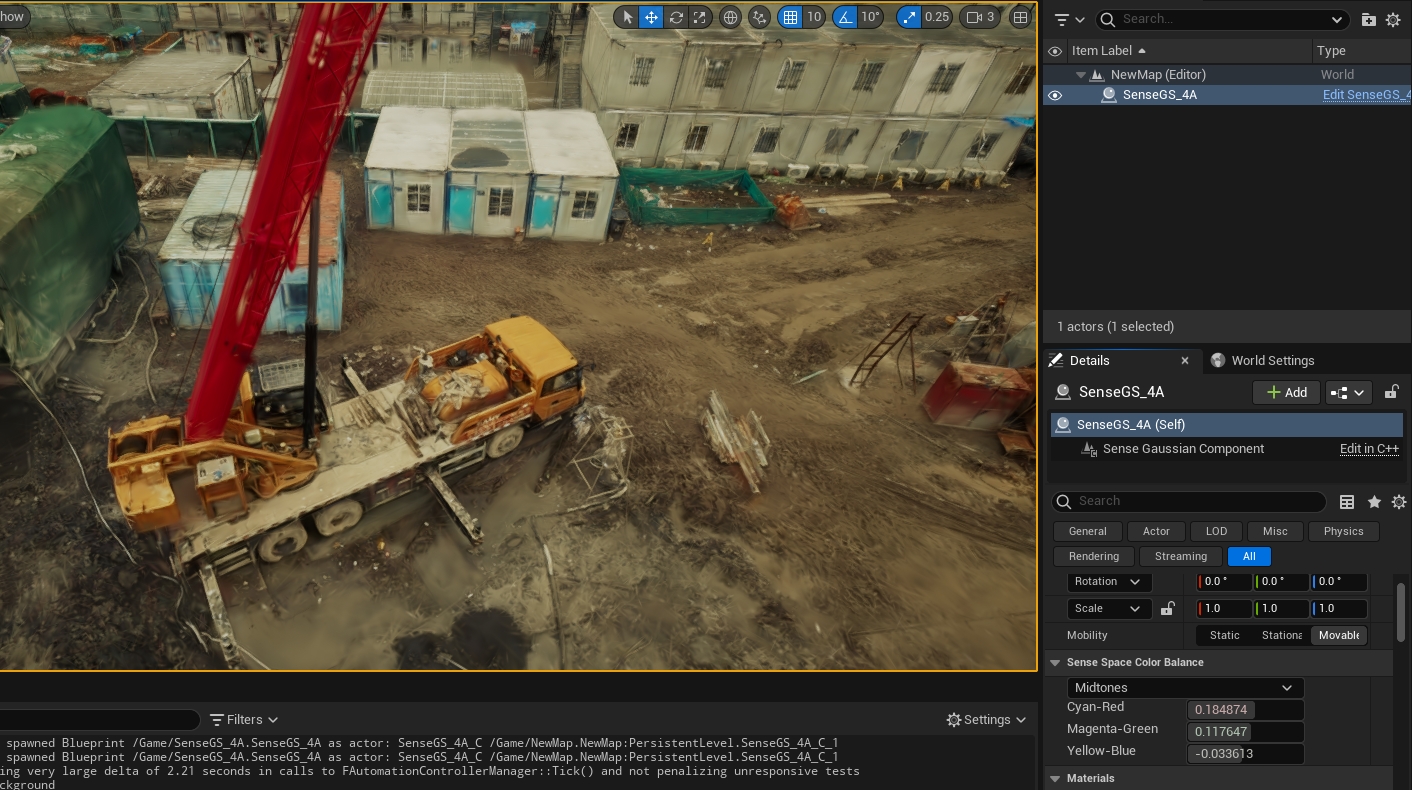 how
10
10°
0.25
3
Search...
Item Label
Type
NewMap (Editor)
World
SenseGS_4A
Edit SenseGS_4
1 actors (1 selected)
Details
World Settings
SenseGS_4A
Add
SenseGS_4A (Self)
Sense Gaussian Component
Edit in C++
Search
General
Actor
LOD
Misc
Physics
Rendering
Streaming
All
Rotation
0.0 °
0.0 °
0.0 °
Scale
1.0
1.0
1.0
Mobility
Static
Stationa
Movable
Sense Space Color Balance
Midtones
Cyan-Red
0.184874
Magenta-Green
0.117647
Yellow-Blue
-0.033613
Materials
Filters
Settings
spawned Blueprint /Game/SenseGS_4A.SenseGS_4A as actor: SenseGS_4A_C /Game/NewMap.NewMap:PersistentLevel.SenseGS_4A_C_1
spawned Blueprint /Game/SenseGS_4A.SenseGS_4A as actor: SenseGS_4A_C /Game/NewMap.NewMap:PersistentLevel.SenseGS_4A_C_1
ing very large delta of 2.21 seconds in calls to FAutomationControllerManager::Tick() and not penalizing unresponsive tests
ckground